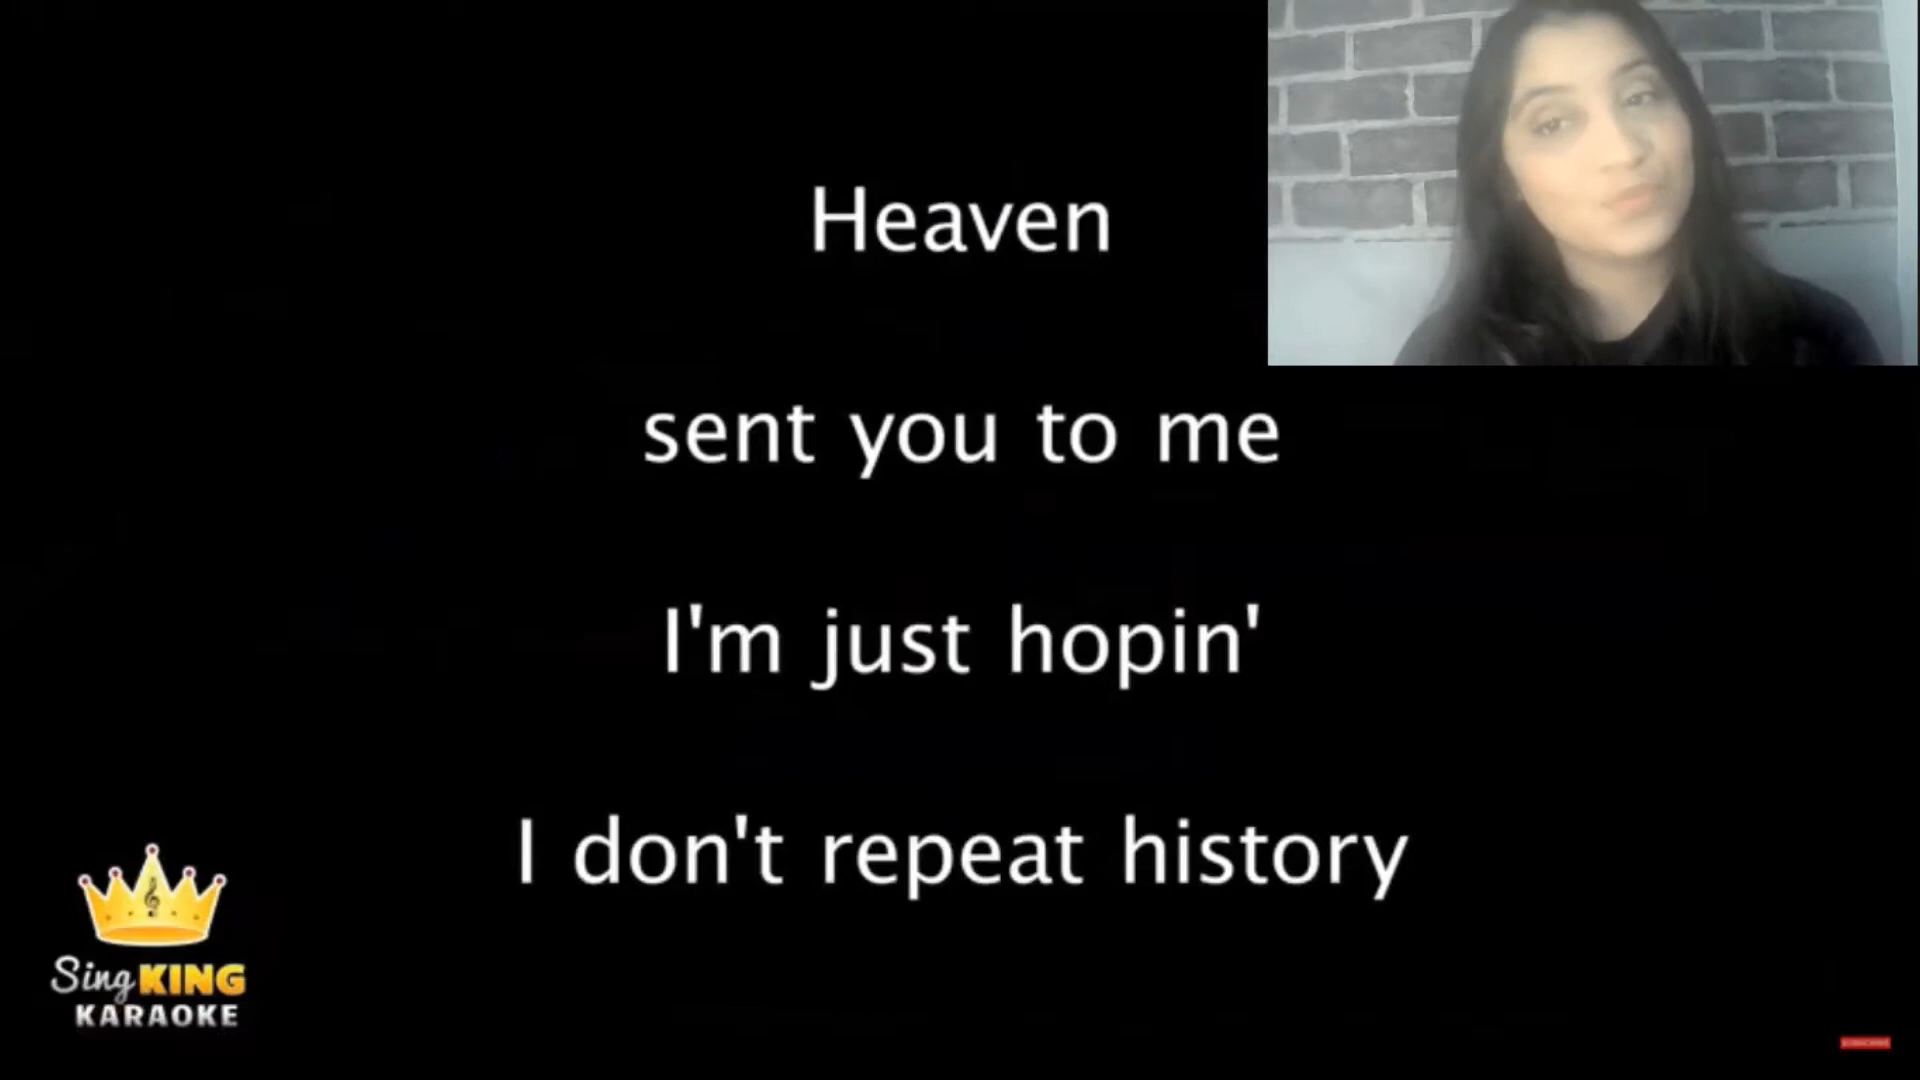 Heaven
sent you to me
I'm just hopin'
I don't repeat history
Sing KING
KARAOKE